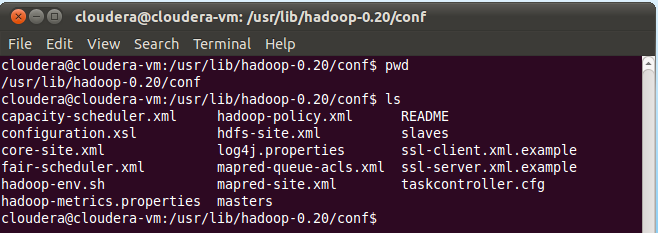 cloudera@cloudera-vm: /usr/lib/hadoop-0.20/conf
File Edit View Search Terminal Help
cloudera@cloudera-vm:/usr/lib/hadoop-0.20/conf$ pwd
/usr/lib/hadoop-0.20/conf
cloudera@cloudera-vm:/usr/lib/hadoop-0.20/conf$ ls
capacity-scheduler.xml hadoop-policy.xml README
configuration.xsl hdfs-site.xml slaves
core-site.xml log4j.properties ssl-client.xml.example
fair-scheduler.xml mapred-queue-acls.xml ssl-server.xml.example
hadoop-env.sh mapred-site.xml taskcontroller.cfg
hadoop-metrics.properties masters
cloudera@cloudera-vm:/usr/lib/hadoop-0.20/conf$